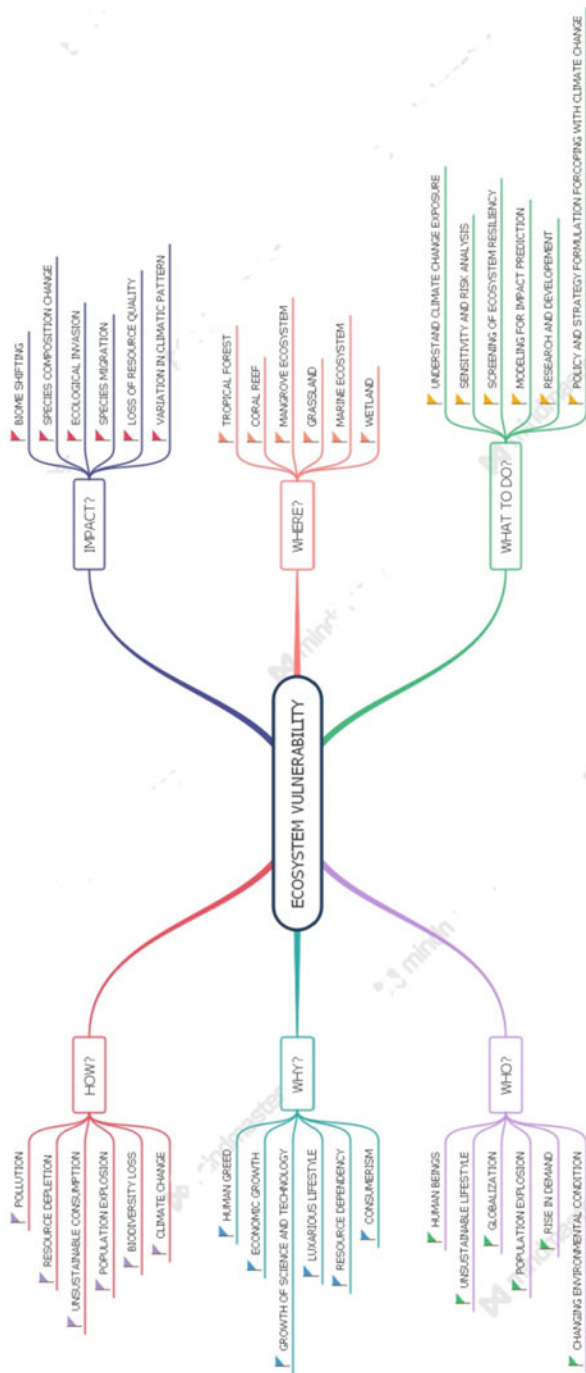 ECOSYSTEM VULNERABILITY
HOW?
POLLUTION
RESOURCE DEPLETION
UNSUSTAINABLE CONSUMPTION
POPULATION EXPLOSION
BIODIVERSITY LOSS
CLIMATE CHANGE
WHY?
HUMAN GREED
ECONOMIC GROWTH
GROWTH OF SCIENCE AND TECHNOLOGY
LUXARIOUS LIFESTYLE
RESOURCE DEPENDENCY
CONSUMERISM
WHO?
HUMAN BEINGS
UNSUSTAINABLE LIFESTYLE
GLOBALIZATION
POPULATION EXPLOSION
RISE IN DEMAND
CHANGING ENVIRONMENTAL CONDITION
IMPACT?
BIOME SHIFTING
SPECIES COMPOSITION CHANGE
ECOLOGICAL INVASION
SPECIES MIGRATION
LOSS OF RESOURCE QUALITY
VARIATION IN CLIMATIC PATTERN
WHERE?
TROPICAL FOREST
CORAL REEF
MANGROVE ECOSYSTEM
GRASSLAND
MARINE ECOSYSTEM
WETLAND
WHAT TO DO?
UNDERSTAND CLIMATE CHANGE EXPOSURE
SENSITIVITY AND RISK ANALYSIS
SCREENING OF ECOSYSTEM RESILIENCY
MODELING FOR IMPACT PREDICTION
RESEARCH AND DEVELOPEMENT
POLICY AND STRATEGY FORMULATION FORCOPING WITH CLIMATE CHANGE